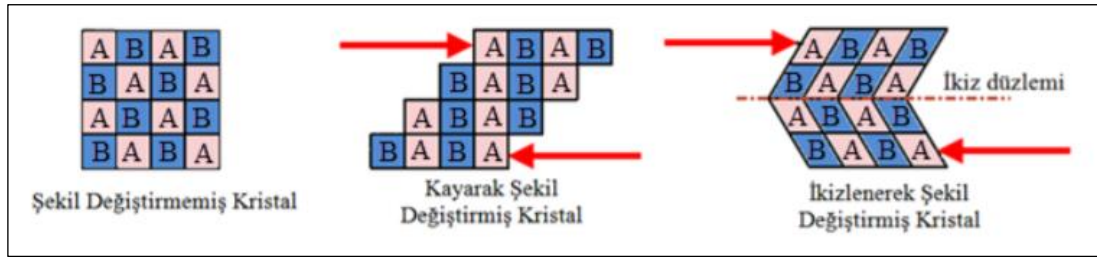 A B A B
B A B A
A B A B
B A B A
Şekil Değiştirmemiş Kristal
A B A B
B A B A
A B A B
B A B A
Kayarak Şekil
Değiştirmiş Kristal
A B A B
B A B A
İkiz düzlemi
A B A B
B A B A
İkizlenerek Şekil
Değiştirmiş Kristal